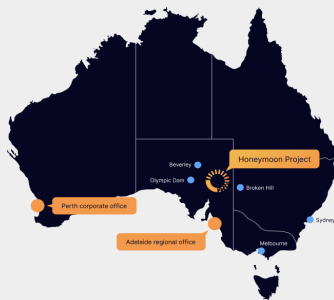 Honeymoon Project
Beverley
Olympic Dam
Broken Hill
Perth corporate office
Sydney
Adelaide regional office
Melbourne